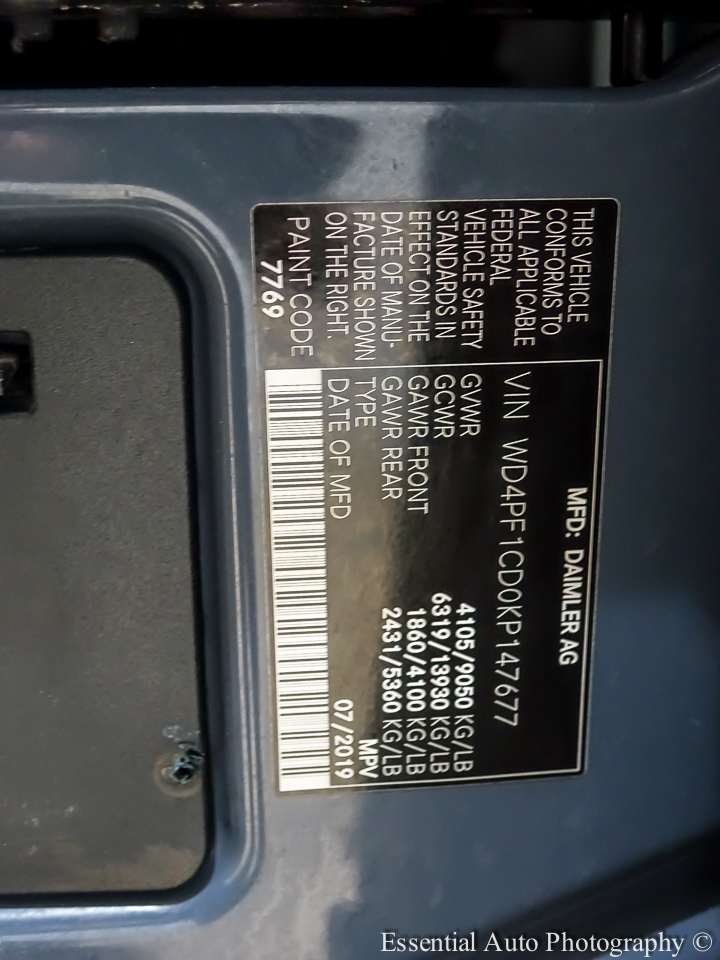 MFD: DAIMLER AG
VIN WD4PF1CD0KP147677
GVWR 4105/9050 KG/LB
GCWR 6319/13930 KG/LB
GAWR FRONT 1860/4100 KG/LB
GAWR REAR 2431/5360 KG/LB
TYPE MPV
DATE OF MFD 07/2019
THIS VEHICLE
CONFORMS TO
ALL APPLICABLE
FEDERAL
VEHICLE SAFETY
STANDARDS IN
EFFECT ON THE
DATE OF MANU-
FACTURE SHOWN
ON THE RIGHT.
PAINT CODE
7769
Essential Auto Photography ©